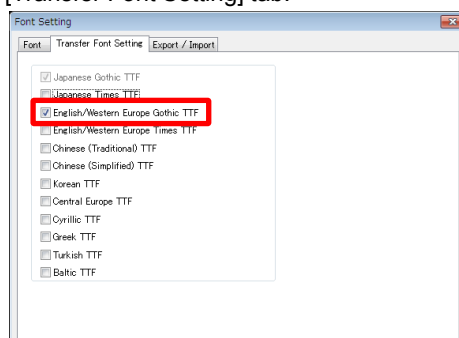 [Transfer Font Setting] tab.
Font Setting
Font Transfer Font Setting Export / Import
Japanese Gothic TTF
Japanese Times TTF
English/Western Europe Gothic TTF
English/Western Europe Times TTF
Chinese (Traditional) TTF
Chinese (Simplified) TTF
Korean TTF
Central Europe TTF
Cyrillic TTF
Greek TTF
Turkish TTF
Baltic TTF